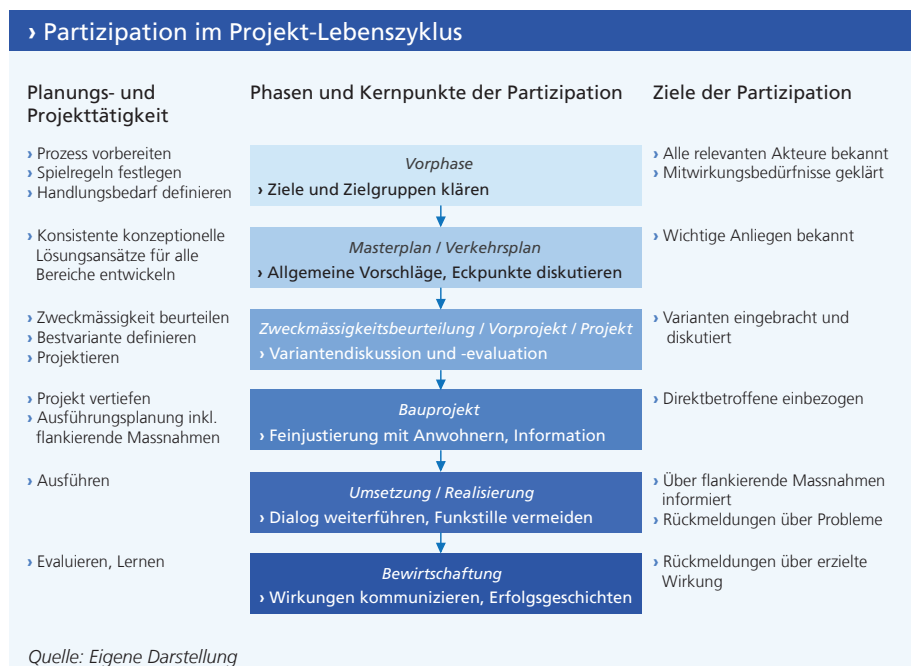 › Partizipation im Projekt-Lebenszyklus
Planungs- und
Projekttätigkeit
Phasen und Kernpunkte der Partizipation
Ziele der Partizipation
› Prozess vorbereiten
› Spielregeln festlegen
› Handlungsbedarf definieren
Vorphase
› Ziele und Zielgruppen klären
› Alle relevanten Akteure bekannt
› Mitwirkungsbedürfnisse geklärt
› Konsistente konzeptionelle
Lösungsansätze für alle
Bereiche entwickeln
Masterplan / Verkehrsplan
› Allgemeine Vorschläge, Eckpunkte diskutieren
› Wichtige Anliegen bekannt
› Zweckmässigkeit beurteilen
› Bestvariante definieren
› Projektieren
Zweckmässigkeitsbeurteilung / Vorprojekt / Projekt
› Variantendiskussion und -evaluation
› Varianten eingebracht und
diskutiert
› Projekt vertiefen
› Ausführungsplanung inkl.
flankierende Massnahmen
Bauprojekt
› Feinjustierung mit Anwohnern, Information
› Direktbetroffene einbezogen
› Ausführen
Umsetzung / Realisierung
› Dialog weiterführen, Funkstille vermeiden
› Über flankierende Massnahmen
informiert
› Rückmeldungen über Probleme
› Evaluieren, Lernen
Bewirtschaftung
› Wirkungen kommunizieren, Erfolgsgeschichten
› Rückmeldungen über erzielte
Wirkung
Quelle: Eigene Darstellung